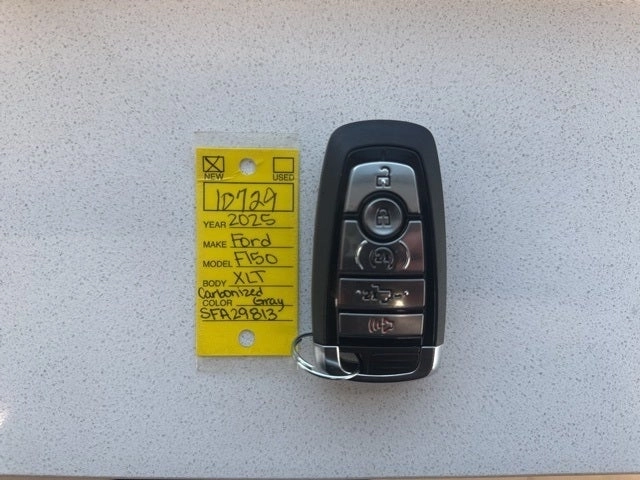 NEW USED
1D729
YEAR 2025
MAKE Ford
MODEL F150
BODY XLT
Carbonized
COLOR Gray
SFA29813